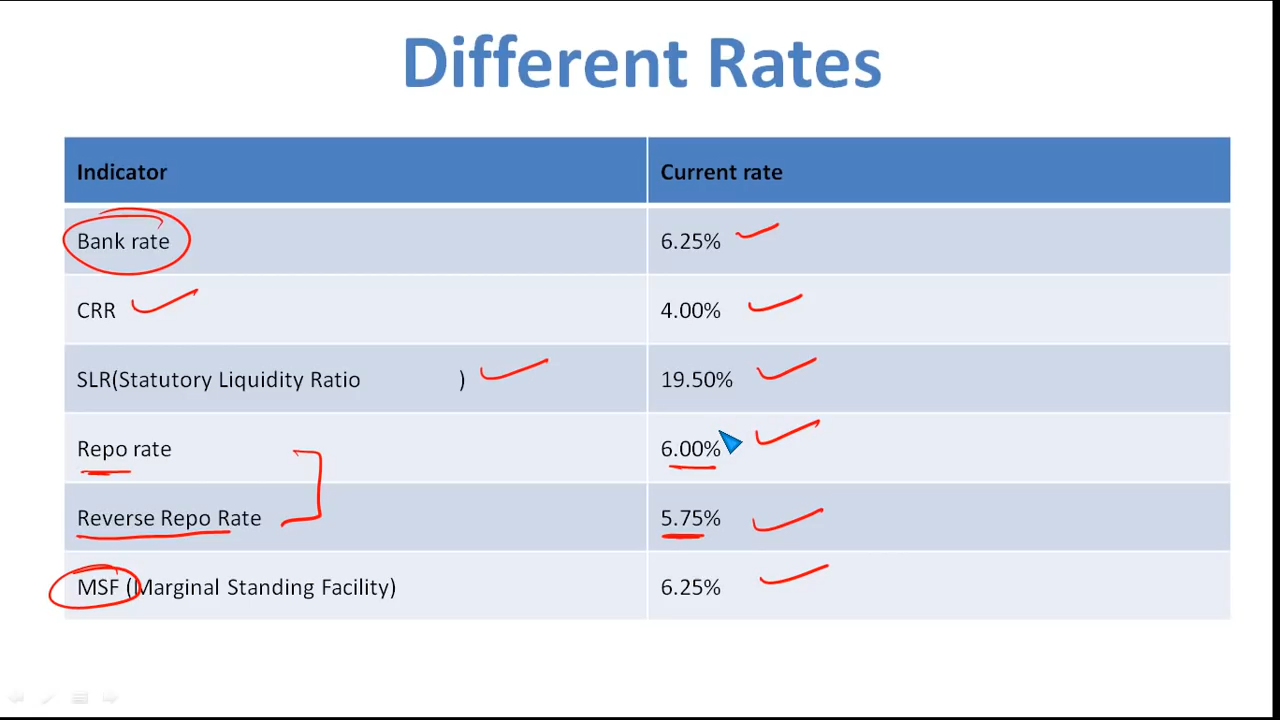 Different Rates
Indicator Current rate
Bank rate 6.25%
CRR 4.00%
SLR(Statutory Liquidity Ratio ) 19.50%
Repo rate 6.00%
Reverse Repo Rate 5.75%
MSF (Marginal Standing Facility) 6.25%